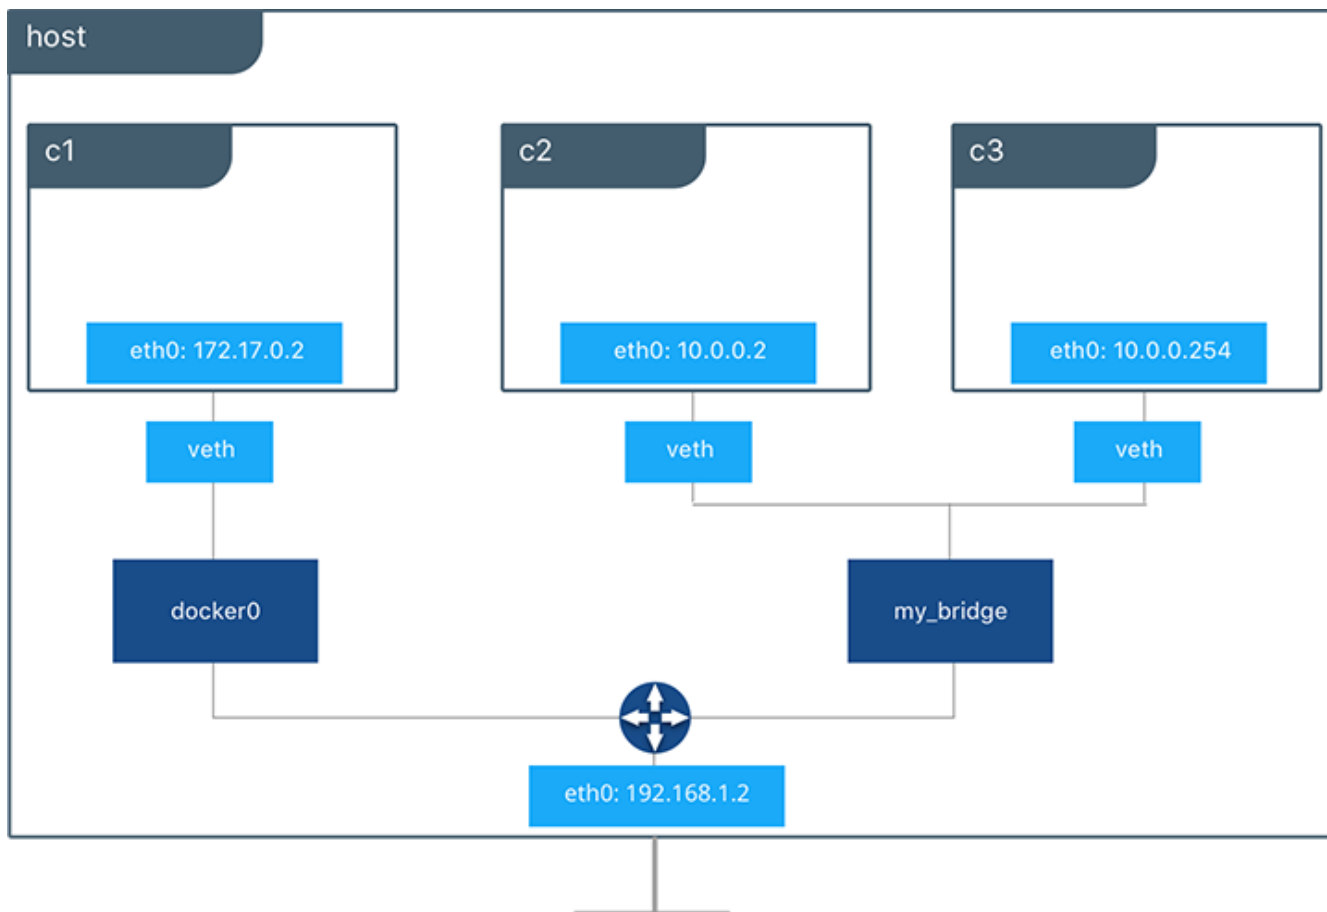 host
c1
c2
c3
eth0: 172.17.0.2
eth0: 10.0.0.2
eth0: 10.0.0.254
veth
veth
veth
docker0
my_bridge
eth0: 192.168.1.2